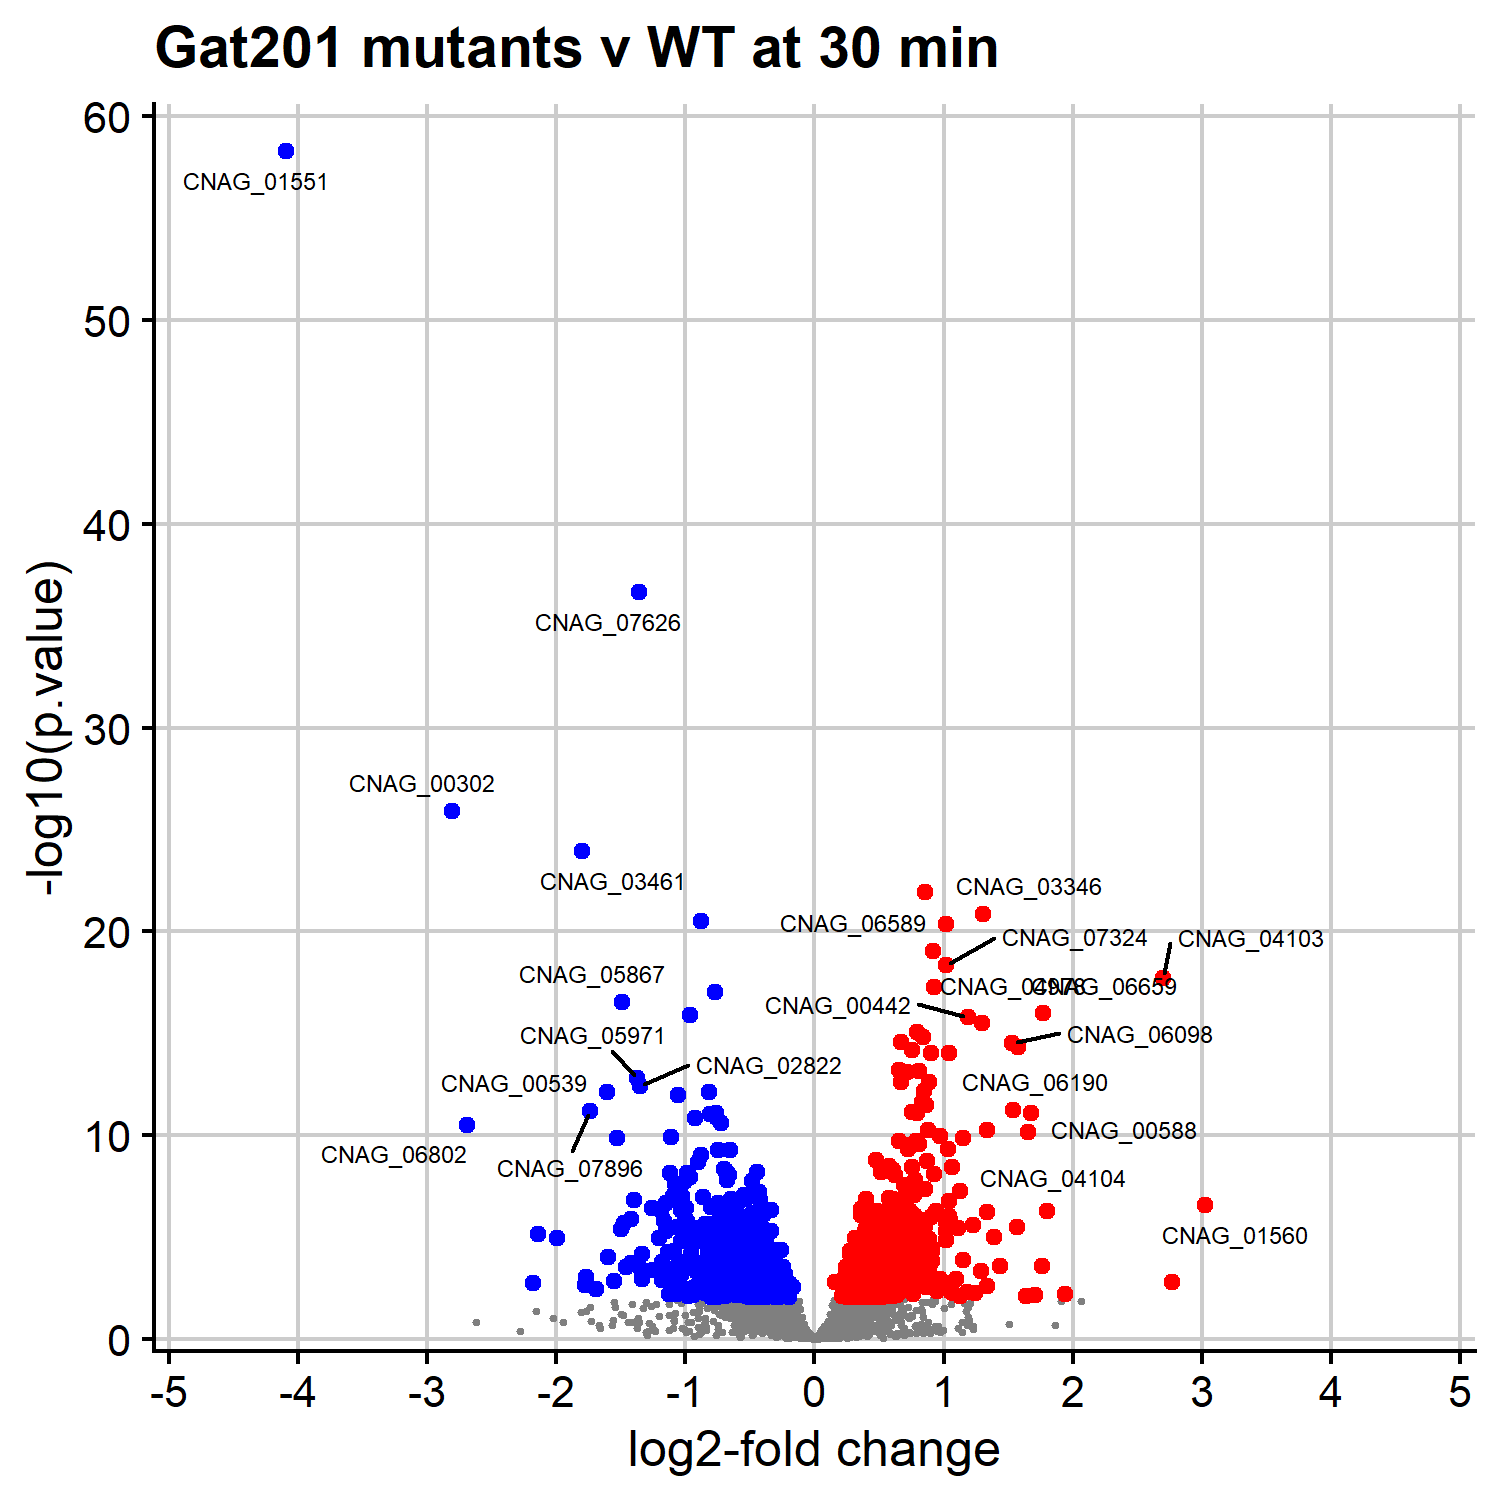 Gat201 mutants v WT at 30 min
60
50
40
30
20
10
0
-log10(p.value)
CNAG_01551
CNAG_07626
CNAG_00302
CNAG_03461
CNAG_03346
CNAG_06589
CNAG_07324
CNAG_04103
CNAG_05867
CNAG_04978
CNAG_06659
CNAG_00442
CNAG_05971
CNAG_06098
CNAG_02822
CNAG_00539
CNAG_06190
CNAG_00588
CNAG_06802
CNAG_07896
CNAG_04104
CNAG_01560
-5 -4 -3 -2 -1 0 1 2 3 4 5
log2-fold change